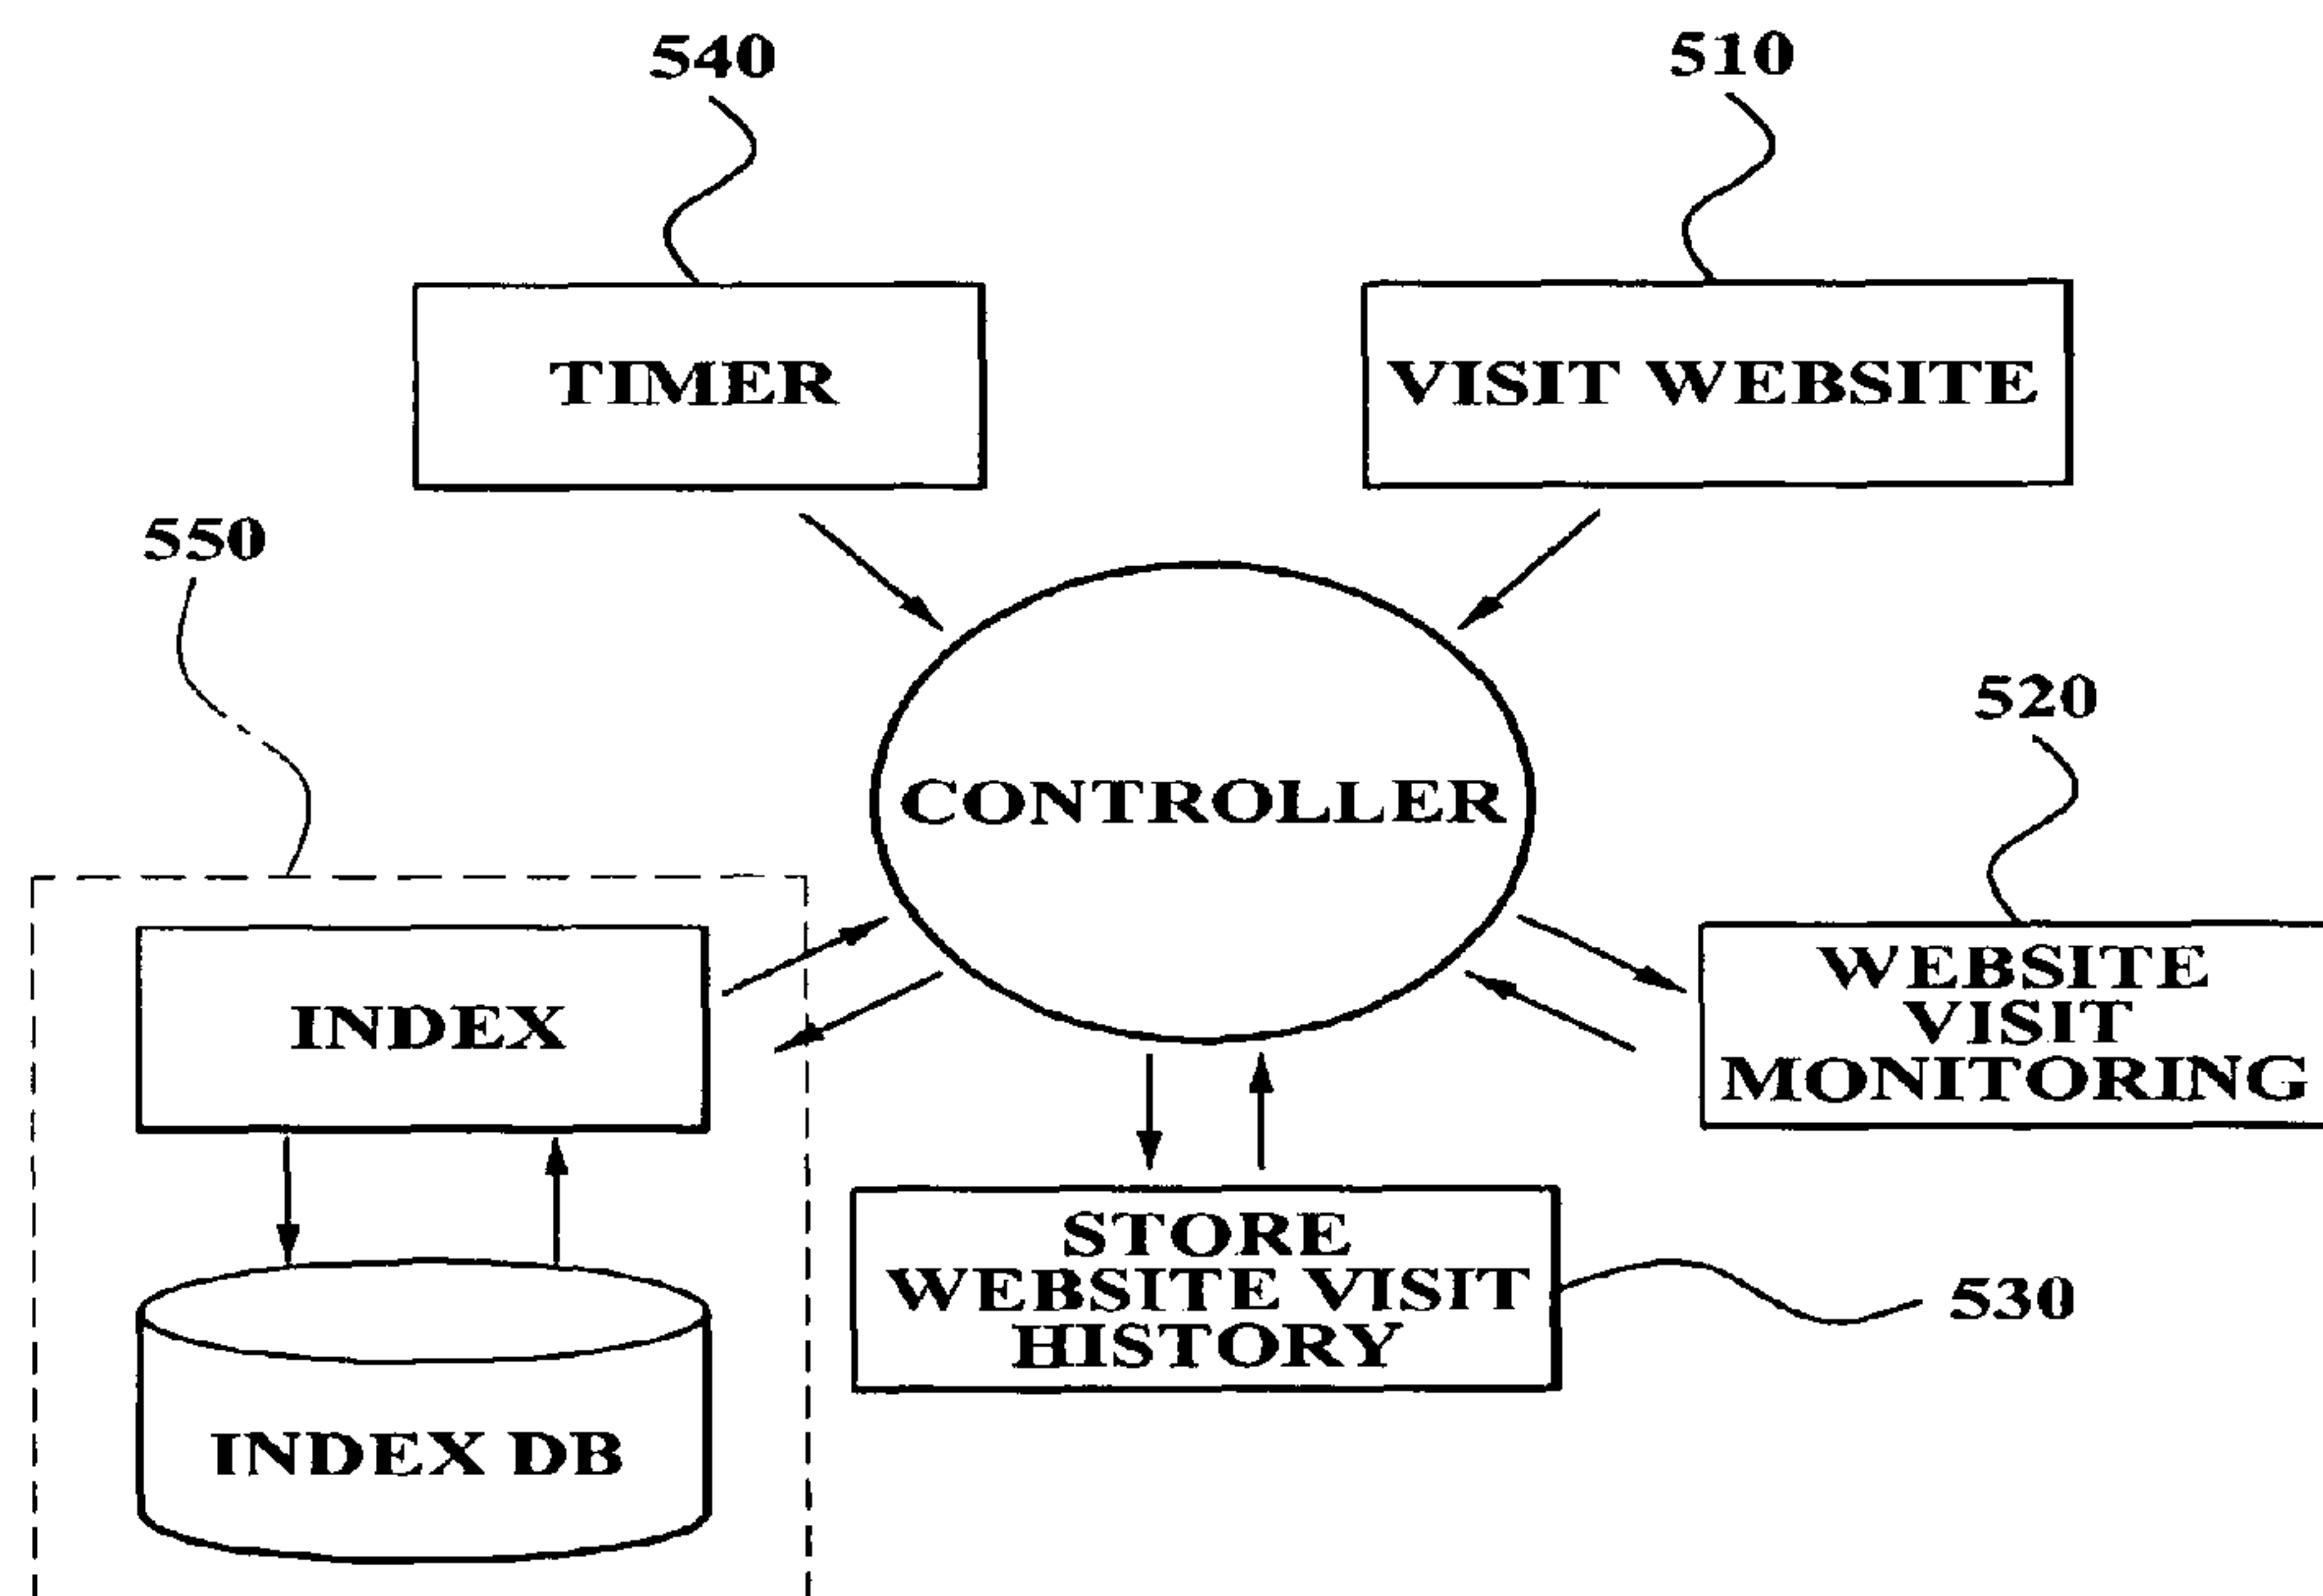 540
510
TIMER
VISIT WEBSITE
550
520
CONTROLLER
WEBSITE
VISIT
MONITORING
INDEX
STORE
WEBSITE VISIT
HISTORY
530
INDEX DB